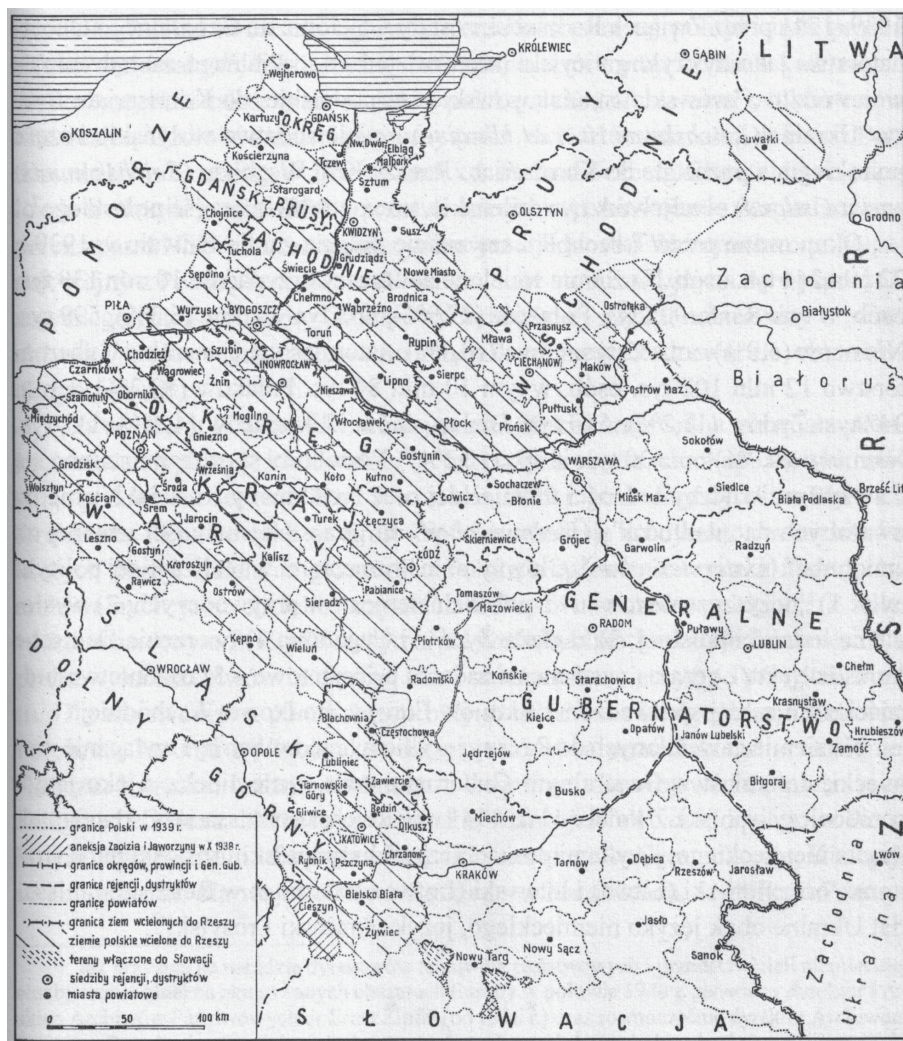 KRÓLEWIEC
GĄBIN
LITWA
Wejherowo
Kartuzy
GDAŃSK
OKRĘG
KOSZALIN
Kościerzyna
Nw. Dwór
Elbląg
Malbork
Tczew
Sztum
Suwałki
POMORZE
PRUSY WSCHODNIE
GDAŃSK-PRUSY
ZACHODNIE
Starogard
Chojnice
Tuchola
KWIDZYN
Susz
OLSZTYN
Grodno
Grudziądz
Nowe Miasto
Sępolno
Świecie
Chełmno
Wąbrzeźno
Brodnica
Zachodnia
Białoruś
Białystok
PIŁA
Wyrzysk
BYDGOSZCZ
Toruń
Rypin
Mława
Przasnysz
Ostrołęka
CIECHANÓW
Maków
Ostrów Maz.
Czarnków
Chodzież
Wągrowiec
Szubin
Żnin
INOWROCŁAW
Nieszawa
Lipno
Sierpc
Pułtusk
Płońsk
Międzychód
Szamotuły
Oborniki
Mogilno
Włocławek
Płock
Sokołów
POZNAŃ
Gniezno
Gostynin
WARSZAWA
Grodzisk
Września
Konin
Koło
Kutno
Sochaczew
Błonie
Mińsk Maz.
Siedlce
Biała Podlaska
Brześć Lit
Wolsztyn
Kościan
Środa
Śrem
Jarocin
OKRĘG
KRAJ
WARTY
Turek
Łęczyca
Łowicz
Skierniewice
Grójec
Garwolin
Radzyń
Leszno
Gostyń
Rawicz
Krotoszyn
Kalisz
Ostrów
ŁÓDŹ
Pabianice
Sieradz
Tomaszów
Mazowiecki
Kępno
Wieluń
Piotrków
Radomsko
GENERALNE
RADOM
Puławy
LUBLIN
Chełm
Końskie
Starachowice
Krasnystaw
WROCŁAW
DOLNY ŚLĄSK
GÓRNY
OPOLE
Blachownia
Częstochowa
Kielce
Opatów
GUBERNATORSTWO
Janów Lubelski
Zamość
Hrubieszów
Lubliniec
Zawiercie
Jędrzejów
Biłgoraj
Tarnowskie
Góry
Będzin
Gliwice
Olkusz
KATOWICE
Busko
Miechów
Rybnik
Pszczyna
Chrzanów
KRAKÓW
Tarnów
Dębica
Rzeszów
Jarosław
Lwów
Cieszyn
Bielsko Biała
Żywiec
Nowy Targ
Nowy Sącz
Jasło
Sanok
SŁOWACJA
ZSRR
granice Polski w 1939 r.
aneksja Zaolzia i Jaworzyny w X 1938 r.
granice okręgów, prowincji i Gen. Gub.
granice rejencji, dystryktów
granice powiatów
granica ziem wcielonych do Rzeszy
ziemie polskie wcielone do Rzeszy
tereny włączone do Słowacji
siedziby rejencji, dystryktów
miasta powiatowe
0 50 100 km